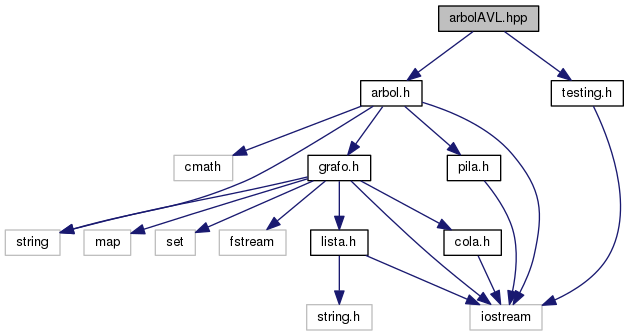 arbolAVL.hpp
arbol.h
testing.h
cmath
grafo.h
pila.h
string
map
set
fstream
lista.h
cola.h
string.h
iostream